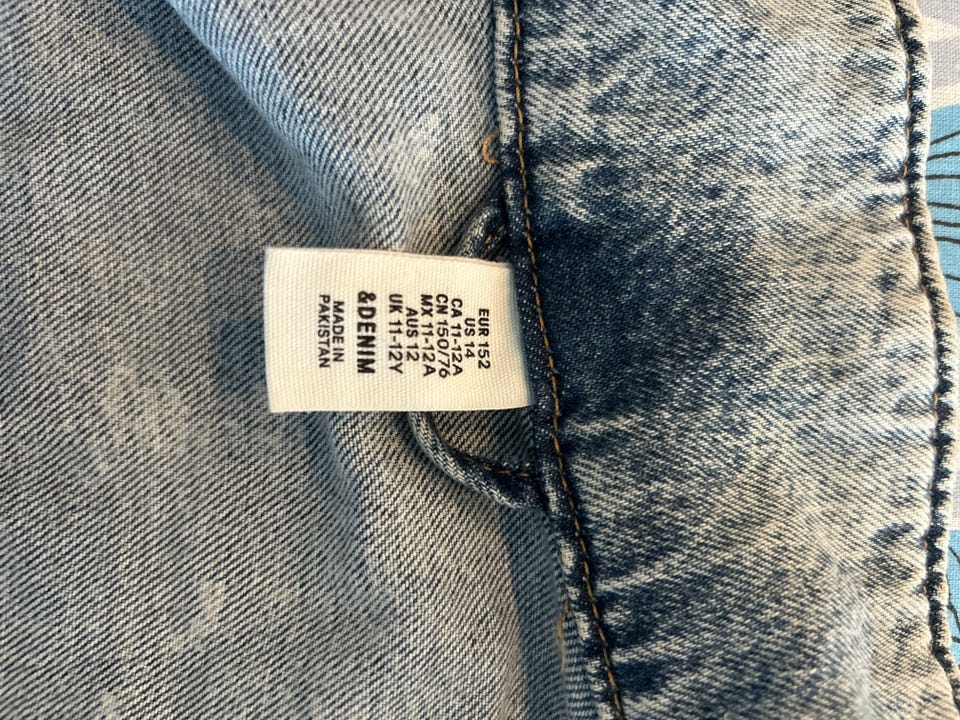 EUR 152
US 14
CA 11-12A
CN 150/76
MX 11-12A
AUS 12
UK 11-12Y
&DENIM
MADE IN
PAKISTAN